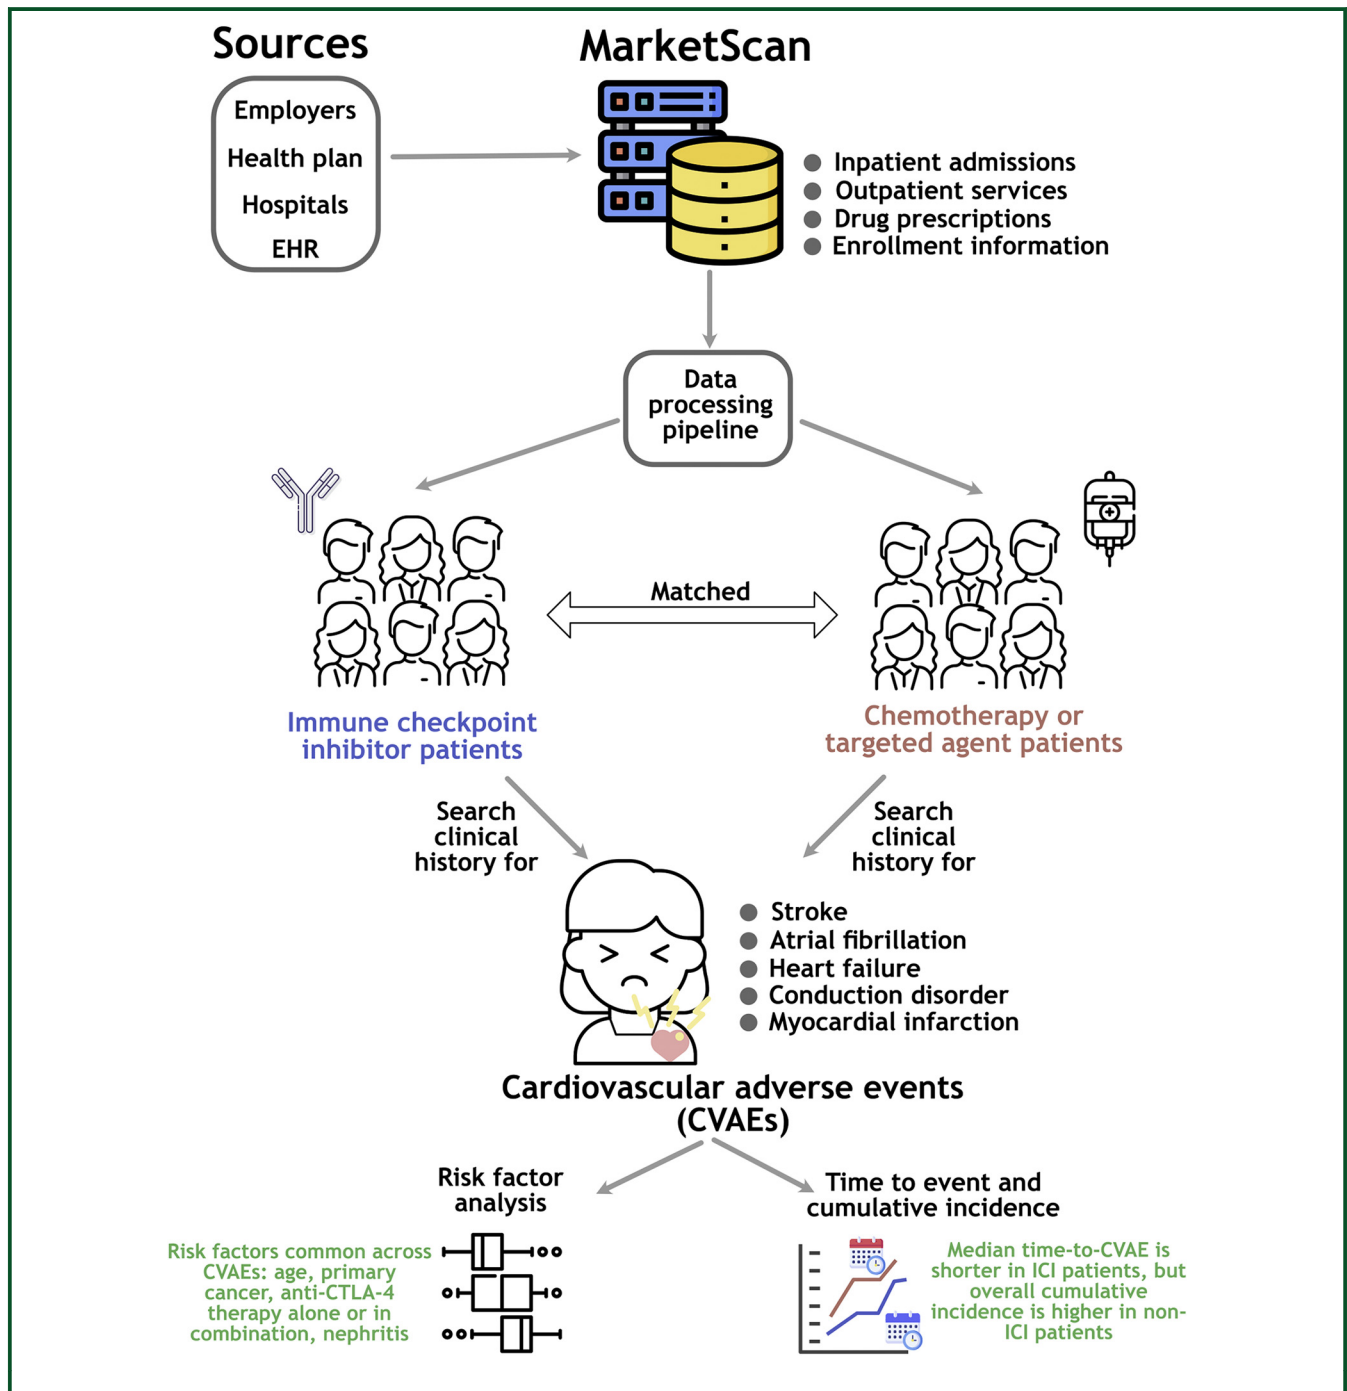 Sources
Employers
Health plan
Hospitals
EHR
MarketScan
Inpatient admissions
Outpatient services
Drug prescriptions
Enrollment information
Data
processing
pipeline
Matched
Immune checkpoint
inhibitor patients
Chemotherapy or
targeted agent patients
Search
clinical
history for
Search
clinical
history for
Stroke
Atrial fibrillation
Heart failure
Conduction disorder
Myocardial infarction
Cardiovascular adverse events
(CVAEs)
Risk factor
analysis
Risk factors common across
CVAEs: age, primary
cancer, anti-CTLA-4
therapy alone or in
combination, nephritis
Time to event and
cumulative incidence
Median time-to-CVAE is
shorter in ICI patients, but
overall cumulative
incidence is higher in non-
ICI patients